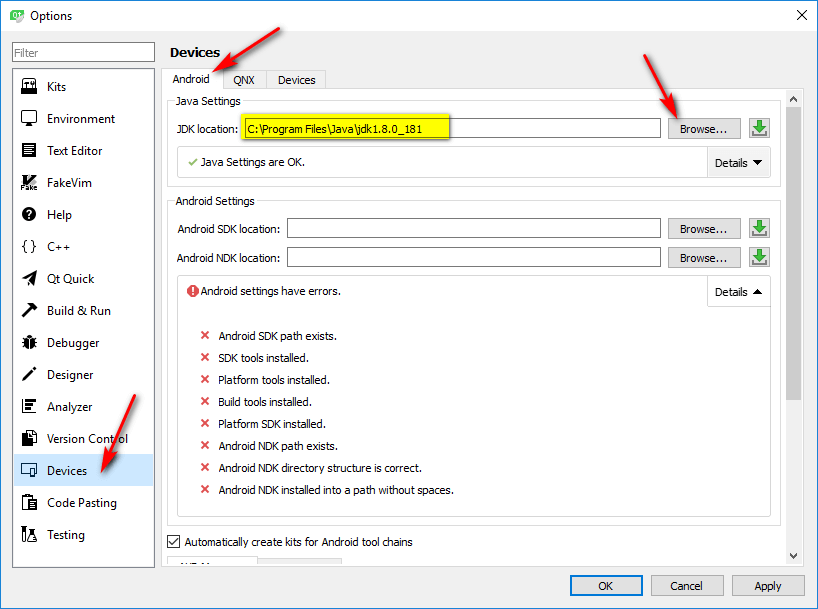 Options
Filter
Kits
Environment
Text Editor
FakeVim
Help
C++
Qt Quick
Build & Run
Debugger
Designer
Analyzer
Version Control
Devices
Code Pasting
Testing
Devices
Android QNX Devices
Java Settings
JDK location: C:\Program Files\Java\jdk1.8.0_181 Browse...
Java Settings are OK. Details
Android Settings
Android SDK location: Browse...
Android NDK location: Browse...
Android settings have errors. Details
Android SDK path exists.
SDK tools installed.
Platform tools installed.
Build tools installed.
Platform SDK installed.
Android NDK path exists.
Android NDK directory structure is correct.
Android NDK installed into a path without spaces.
Automatically create kits for Android tool chains
OK Cancel Apply